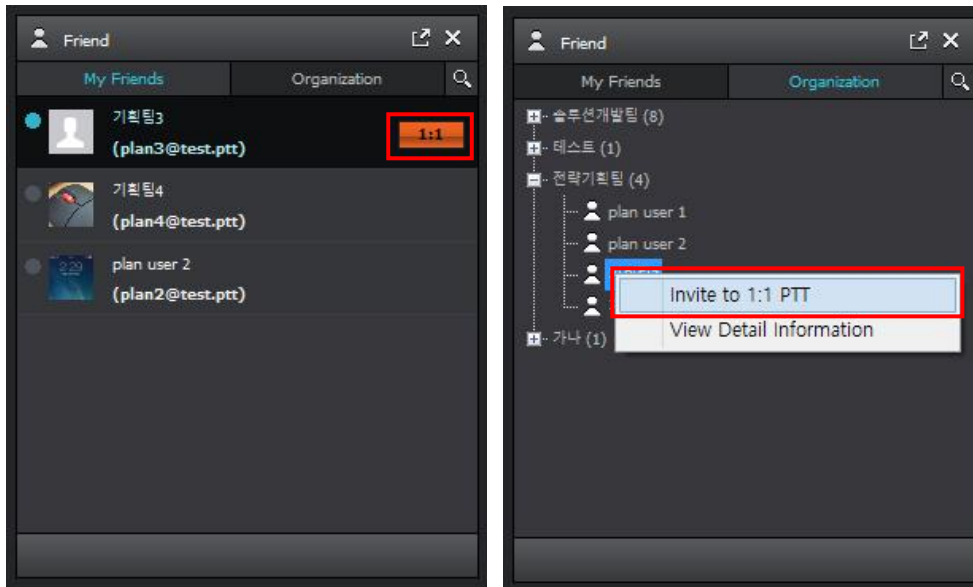 Friend
My Friends
Organization
기획팀3
(plan3@test.ptt)
1:1
기획팀4
(plan4@test.ptt)
plan user 2
(plan2@test.ptt)
Friend
My Friends
Organization
솔루션개발팀 (8)
테스트 (1)
전략기획팀 (4)
plan user 1
plan user 2
Invite to 1:1 PTT
View Detail Information
가나 (1)